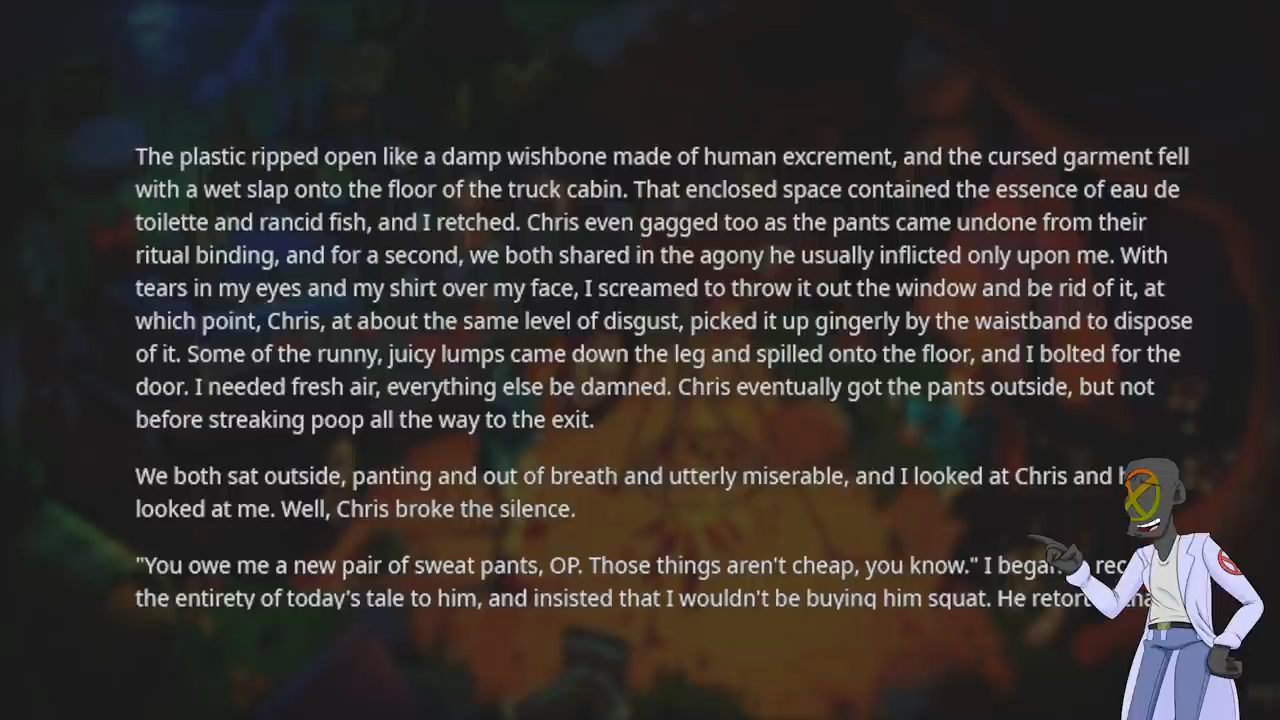 The plastic ripped open like a damp wishbone made of human excrement, and the cursed garment fell
with a wet slap onto the floor of the truck cabin. That enclosed space contained the essence of eau de
toilette and rancid fish, and I retched. Chris even gagged too as the pants came undone from their
ritual binding, and for a second, we both shared in the agony he usually inflicted only upon me. With
tears in my eyes and my shirt over my face, I screamed to throw it out the window and be rid of it, at
which point, Chris, at about the same level of disgust, picked it up gingerly by the waistband to dispose
of it. Some of the runny, juicy lumps came down the leg and spilled onto the floor, and I bolted for the
door. I needed fresh air, everything else be damned. Chris eventually got the pants outside, but not
before streaking poop all the way to the exit.
We both sat outside, panting and out of breath and utterly miserable, and I looked at Chris and
looked at me. Well, Chris broke the silence.
"You owe me a new pair of sweat pants, OP. Those things aren't cheap, you know." I
the entirety of today's tale to him, and insisted that I wouldn't be buying him squat. He